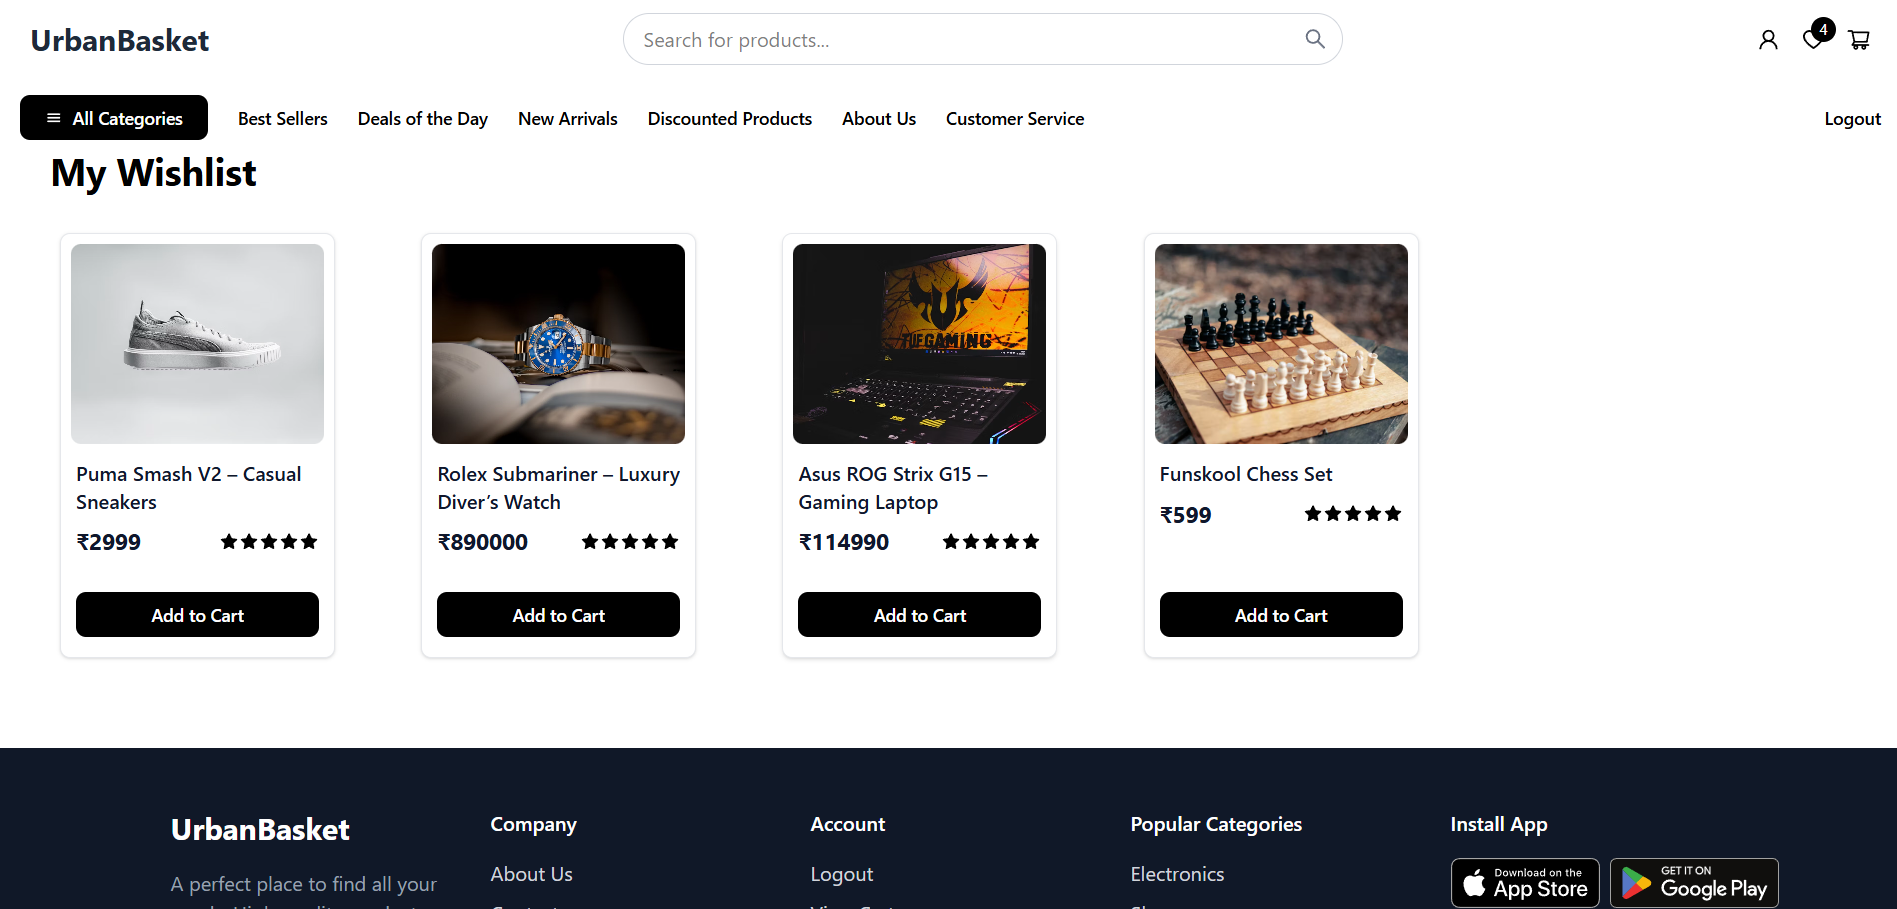 UrbanBasket
Search for products...
4
All Categories
Best Sellers
Deals of the Day
New Arrivals
Discounted Products
About Us
Customer Service
Logout
My Wishlist
Puma Smash V2 – Casual
Sneakers
₹2999
Add to Cart
Rolex Submariner – Luxury
Diver’s Watch
₹890000
Add to Cart
TUF GAMING
Asus ROG Strix G15 –
Gaming Laptop
₹114990
Add to Cart
Funskool Chess Set
₹599
Add to Cart
UrbanBasket
A perfect place to find all your
Company
About Us
Account
Logout
Popular Categories
Electronics
Install App
Download on the
App Store
GET IT ON
Google Play